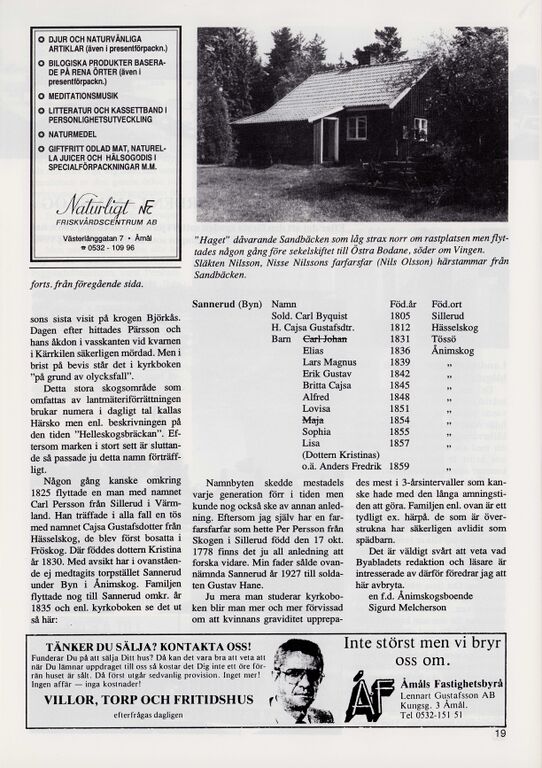 DJUR OCH NATURVÄNLIGA
ARTIKLAR (även i presentförpackn.)
BILOGISKA PRODUKTER BASERA-
DE PÅ RENA ÖRTER (även i
presentförpackn.)
MEDITATIONSMUSIK
LITTERATUR OCH KASSETTBAND I
PERSONLIGHETSUTVECKLING
NATURMEDEL
GIFTFRITT ODLAD MAT, NATUREL-
LA JUICER OCH HÄLSOGODIS I
SPECIALFÖRPACKNINGAR M.M.
Naturligt
FRISKVÅRDSCENTRUM AB
Västerlånggatan 7 • Åmål
☎ 0532 - 109 96
"Haget" dåvarande Sandbäcken som låg strax norr om rastplatsen men flyt-
tades någon gång före sekelskiftet till Östra Bodane, söder om Vingen.
Släkten Nilsson, Nisse Nilssons farfarsfar (Nils Olsson) härstammar från
Sandbäcken.
forts. från föregående sida.
sons sista visit på krogen Björkås.
Dagen efter hittades Pärsson och
hans åkdon i vasskanten vid kvarnen
i Kärrkilen säkerligen mördad. Men i
brist på bevis står det i kyrkboken
"på grund av olycksfall".
Detta stora skogsområde som
omfattas av lantmäteriförrättningen
brukar numera i dagligt tal kallas
Härsko men enl. beskrivningen på
den tiden "Helleskogsbräckan". Ef-
tersom marken i stort sett är sluttan-
de så passade ju detta namn förträff-
ligt.
Någon gång kanske omkring
1825 flyttade en man med namnet
Carl Persson från Sillerud i Värm-
land. Han träffade i alla fall en tös
med namnet Cajsa Gustafsdotter från
Hässelskog, de blev först bosatta i
Fröskog. Där föddes dottern Kristina
år 1830. Med avsikt har i ovanståen-
de ej medtagits torpstället Sannerud
under Byn i Ånimskog. Familjen
flyttade nog till Sannerud omkr. år
1835 och enl. kyrkoboken se det ut
så här:
Sannerud (Byn) Namn Föd.år Föd.ort
Sold. Carl Byquist 1805 Sillerud
H. Cajsa Gustafsdtr. 1812 Hässelskog
Barn Carl Johan 1831 Tössö
Elias 1836 Ånimskog
Lars Magnus 1839 „
Erik Gustav 1842 „
Britta Cajsa 1845 „
Alfred 1848 „
Lovisa 1851 „
Maja 1854 „
Sophia 1855 „
Lisa 1857 „
(Dottern Kristinas)
o.ä. Anders Fredrik 1859 „
Namnbyten skedde mestadels
varje generation förr i tiden men
kunde nog också ske av annan anled-
ning. Eftersom jag själv har en far-
farsfarfar som hette Per Persson från
Skogen i Sillerud född den 17 okt.
1778 finns det ju all anledning att
forska vidare. Min fader sålde ovan-
nämnda Sannerud år 1927 till solda-
ten Gustav Hane.
Ju mera man studerar kyrkobo-
ken blir man mer och mer förvissad
om att kvinnans graviditet upprepa-
des mest i 3-årsintervaller som kan-
ske hade med den långa amningsti-
den att göra. Familjen enl. ovan är ett
tydligt ex. härpå. de som är över-
strukna har säkerligen avlidit som
spädbarn.
Det är väldigt svårt att veta vad
Byabladets redaktion och läsare är
intresserade av därför föredrar jag att
här avbryta.
en f.d. Ånimskogsboende
Sigurd Melcherson
TÄNKER DU SÄLJA? KONTAKTA OSS!
Funderar Du på att sälja Ditt hus? Då kan det vara bra att veta att
när Du lämnar uppdraget till oss så kostar det Dig inte ett öre för-
rän huset är sålt. Då först utgår sedvanlig provision. Inget mer!
Ingen affär — inga kostnader!
VILLOR, TORP OCH FRITIDSHUS
efterfrågas dagligen
Inte störst men vi bryr
oss om.
ÅF
Åmåls Fastighetsbyrå
Lennart Gustafsson AB
Kungsg. 3 Åmål.
Tel 0532-151 51
19